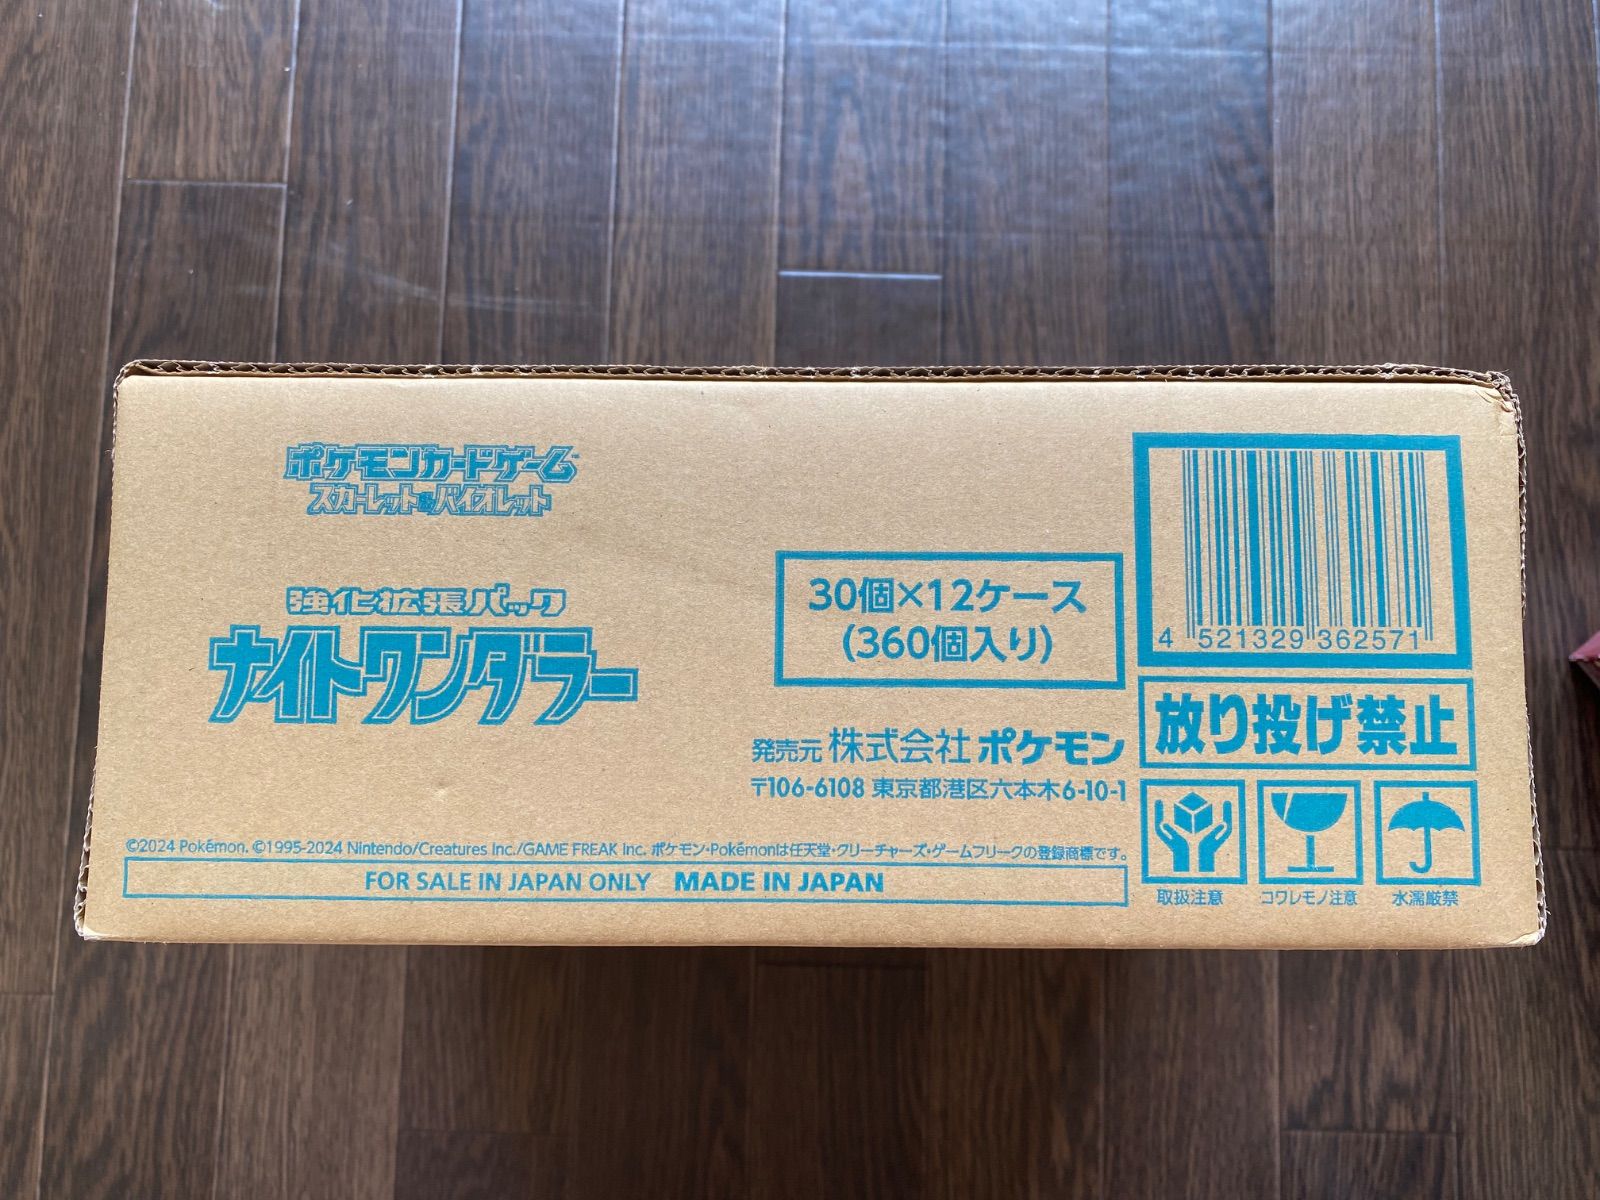 ポケモンカードゲーム
スカーレット&バイオレット
強化拡張パック
ナイトワンダラー
30個×12ケース
(360個入り)
発売元 株式会社 ポケモン
〒106-6108 東京都港区六本木6-10-1
4 521329 362571
放り投げ禁止
取扱注意 コワレモノ注意 水濡厳禁
©2024 Pokémon. ©1995-2024 Nintendo/Creatures Inc./GAME FREAK inc. ポケモン・Pokémonは任天堂・クリーチャーズ・ゲームフリークの登録商標です。
FOR SALE IN JAPAN ONLY MADE IN JAPAN